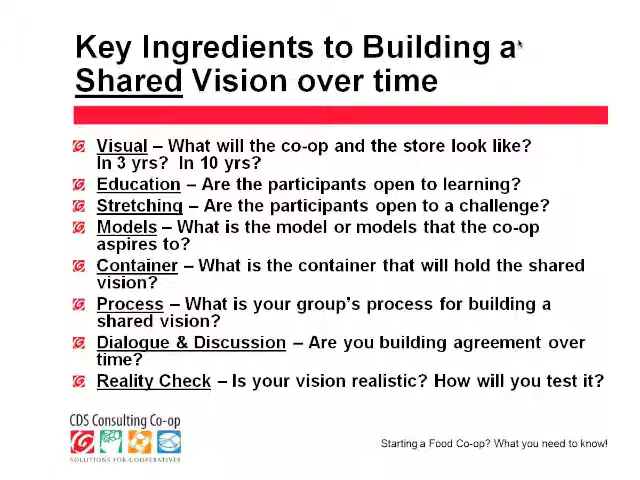 Key Ingredients to Building a
Shared Vision over time
Visual – What will the co-op and the store look like?
In 3 yrs? In 10 yrs?
Education – Are the participants open to learning?
Stretching – Are the participants open to a challenge?
Models – What is the model or models that the co-op
aspires to?
Container – What is the container that will hold the shared
vision?
Process – What is your group's process for building a
shared vision?
Dialogue & Discussion – Are you building agreement over
time?
Reality Check – Is your vision realistic? How will you test it?
CDS Consulting Co-op
SOLUTIONS FOR COOPERATIVES
Starting a Food Co-op? What you need to know!